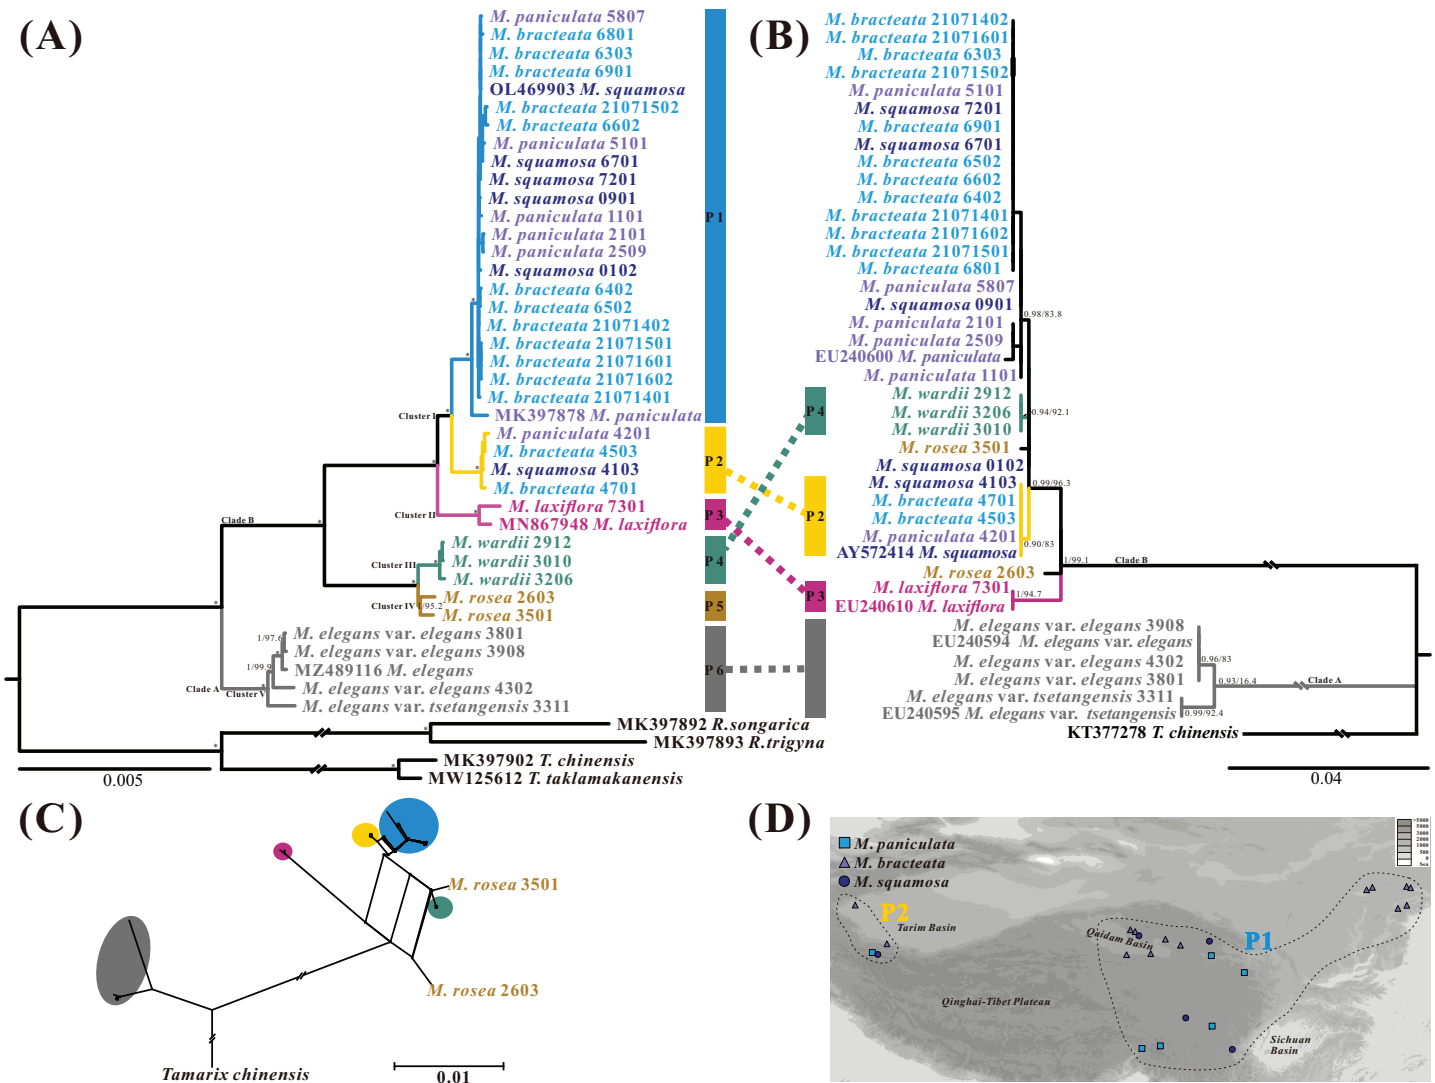 (A)
M. paniculata 5807
M. bracteata 6801
M. bracteata 6303
M. bracteata 6901
OL469903 M. squamosa
M. bracteata 21071502
M. bracteata 6602
M. paniculata 5101
M. squamosa 6701
M. squamosa 7201
M. squamosa 0901
M. paniculata 1101
M. paniculata 2101
M. paniculata 2509
M. squamosa 0102
M. bracteata 6402
M. bracteata 6502
M. bracteata 21071402
M. bracteata 21071501
M. bracteata 21071601
M. bracteata 21071602
M. bracteata 21071401
MK397878 M. paniculata
M. paniculata 4201
M. bracteata 4503
M. squamosa 4103
M. bracteata 4701
M. laxiflora 7301
MN867948 M. laxiflora
M. wardii 2912
M. wardii 3010
M. wardii 3206
M. rosea 2603
M. rosea 3501
M. elegans var. elegans 3801
M. elegans var. elegans 3908
MZ489116 M. elegans
M. elegans var. elegans 4302
M. elegans var. tsetangensis 3311
MK397892 R.songarica
MK397893 R.trigyna
MK397902 T. chinensis
MW125612 T. taklamakanensis
Cluster I
Cluster II
Clade B
Cluster III
Cluster IV
1/95.2
1/97.6
1/99.9
Clade A
Cluster V
0.005
P 1
P 2
P 3
P 4
P 5
P 6
P 4
P 2
P 3
(B)
M. bracteata 21071402
M. bracteata 21071601
M. bracteata 6303
M. bracteata 21071502
M. paniculata 5101
M. squamosa 7201
M. bracteata 6901
M. squamosa 6701
M. bracteata 6502
M. bracteata 6602
M. bracteata 6402
M. bracteata 21071401
M. bracteata 21071602
M. bracteata 21071501
M. bracteata 6801
M. paniculata 5807
M. squamosa 0901
M. paniculata 2101
M. paniculata 2509
EU240600 M. paniculata
M. paniculata 1101
M. wardii 2912
M. wardii 3206
M. wardii 3010
M. rosea 3501
M. squamosa 0102
M. squamosa 4103
M. bracteata 4701
M. bracteata 4503
M. paniculata 4201
AY572414 M. squamosa
M. rosea 2603
M. laxiflora 7301
EU240610 M. laxiflora
M. elegans var. elegans 3908
EU240594 M. elegans var. elegans
M. elegans var. elegans 4302
M. elegans var. elegans 3801
M. elegans var. tsetangensis 3311
EU240595 M. elegans var. tsetangensis
KT377278 T. chinensis
0.98/83.8
0.94/92.1
0.99/96.3
0.90/83
1/99.1
Clade B
1/94.7
0.96/83
0.93/16.4
Clade A
0.99/92.4
0.04
(C)
M. rosea 3501
M. rosea 2603
Tamarix chinensis
0.01
(D)
M. paniculata
M. bracteata
M. squamosa
P2
Tarim Basin
Qaidam Basin
P1
Qinghai-Tibet Plateau
Sichuan
Basin
>5000
5000
3000
2000
1000
500
0
Sea